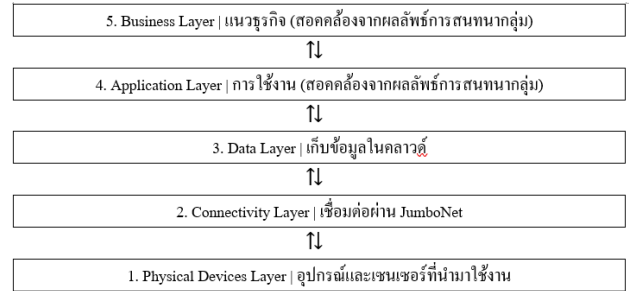 5. Business Layer | แนวธุรกิจ (สอดคล้องจากผลลัพธ์การสนทนากลุ่ม)
4. Application Layer | การใช้งาน (สอดคล้องจากผลลัพธ์การสนทนากลุ่ม)
3. Data Layer | เก็บข้อมูลในคลาวด์
2. Connectivity Layer | เชื่อมต่อผ่าน JumboNet
1. Physical Devices Layer | อุปกรณ์และเซนเซอร์ที่นำมาใช้งาน